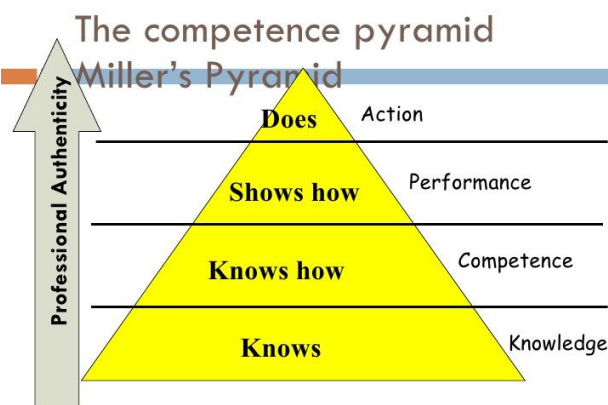 The competence pyramid
Miller's Pyramid
Professional Authenticity
Does
Action
Shows how
Performance
Knows how
Competence
Knows
Knowledge